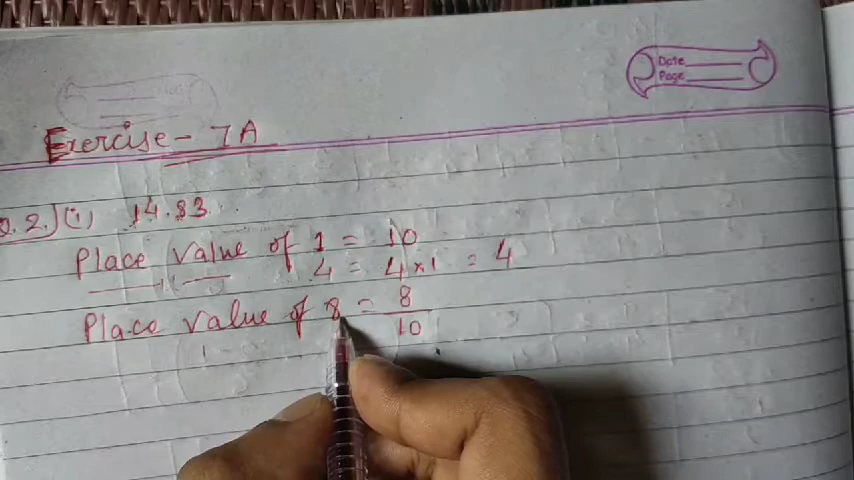 Date
Page
Exercise - 7A
Q.2.) (i) 14.83
Place value of 1 = 10
4 = 4×1 = 4
Place value of 8 = 8
10